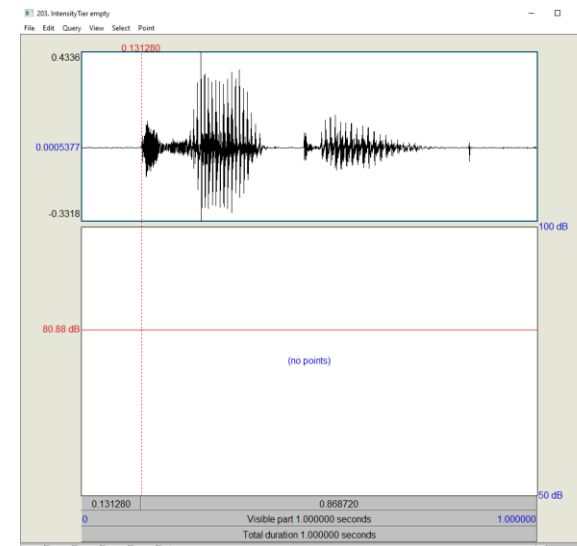 203. IntensityTier empty
File Edit Query View Select Point
0.131280
0.4336
0.0005377
-0.3318
100 dB
80.88 dB
(no points)
50 dB
0.131280 0.868720
0 Visible part 1.000000 seconds 1.000000
Total duration 1.000000 seconds